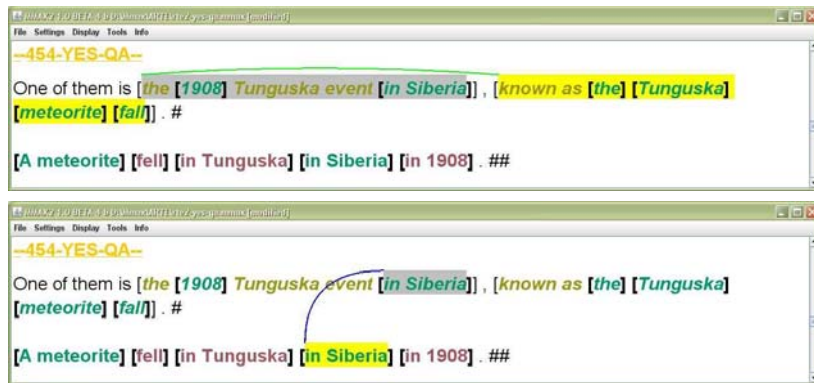 File Settings Display Tools Info
--454-YES-QA--
One of them is [the [1908] Tunguska event [in Siberia]] , [known as [the] [Tunguska]
[meteorite] [fall]] . #
[A meteorite] [fell] [in Tunguska] [in Siberia] [in 1908] . ##
File Settings Display Tools Info
--454-YES-QA--
One of them is [the [1908] Tunguska event [in Siberia]] , [known as [the] [Tunguska]
[meteorite] [fall]] . #
[A meteorite] [fell] [in Tunguska] [in Siberia] [in 1908] . ##